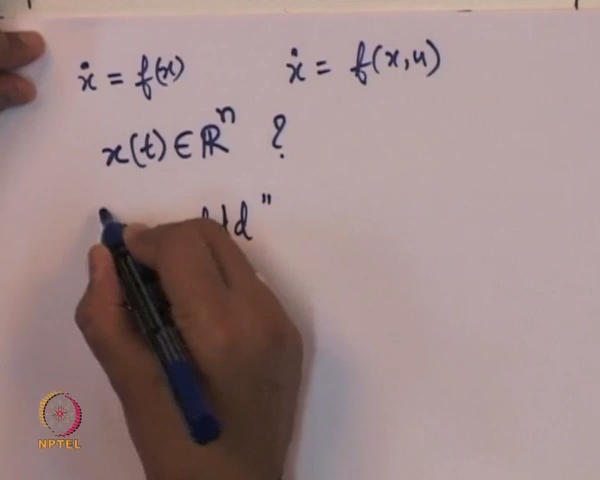 ẋ = f(x) ẋ = f(x,u)
x(t) ∈ ℝⁿ ?
NPTEL